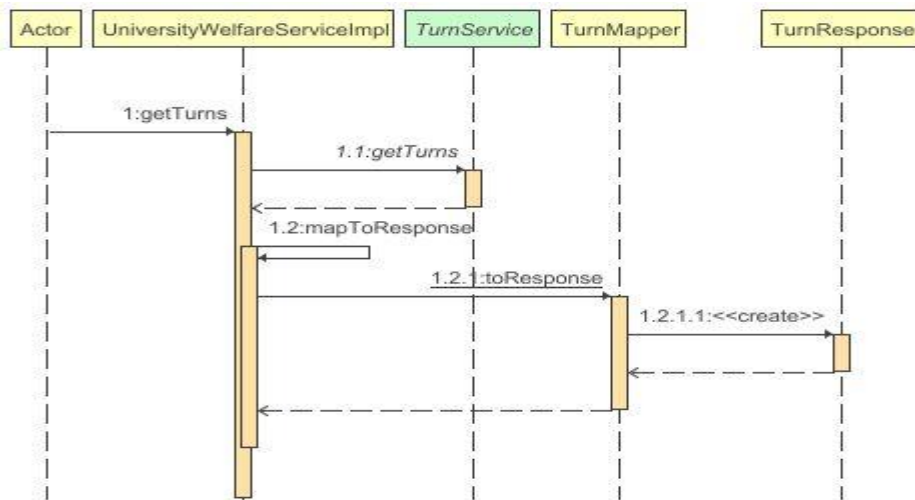 Actor
UniversityWelfareServiceImpl
TurnService
TurnMapper
TurnResponse
1:getTurns
1.1:getTurns
1.2:mapToResponse
1.2.1:toResponse
1.2.1.1:<<create>>